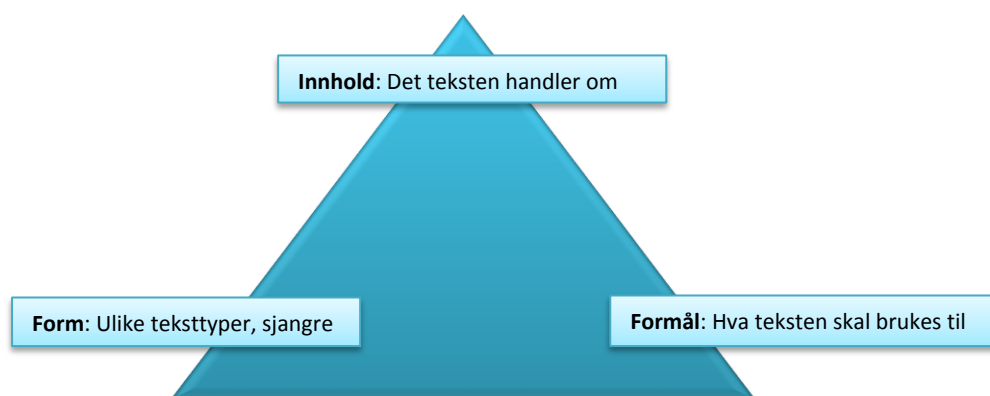 Innhold: Det teksten handler om
Form: Ulike teksttyper, sjangre
Formål: Hva teksten skal brukes til